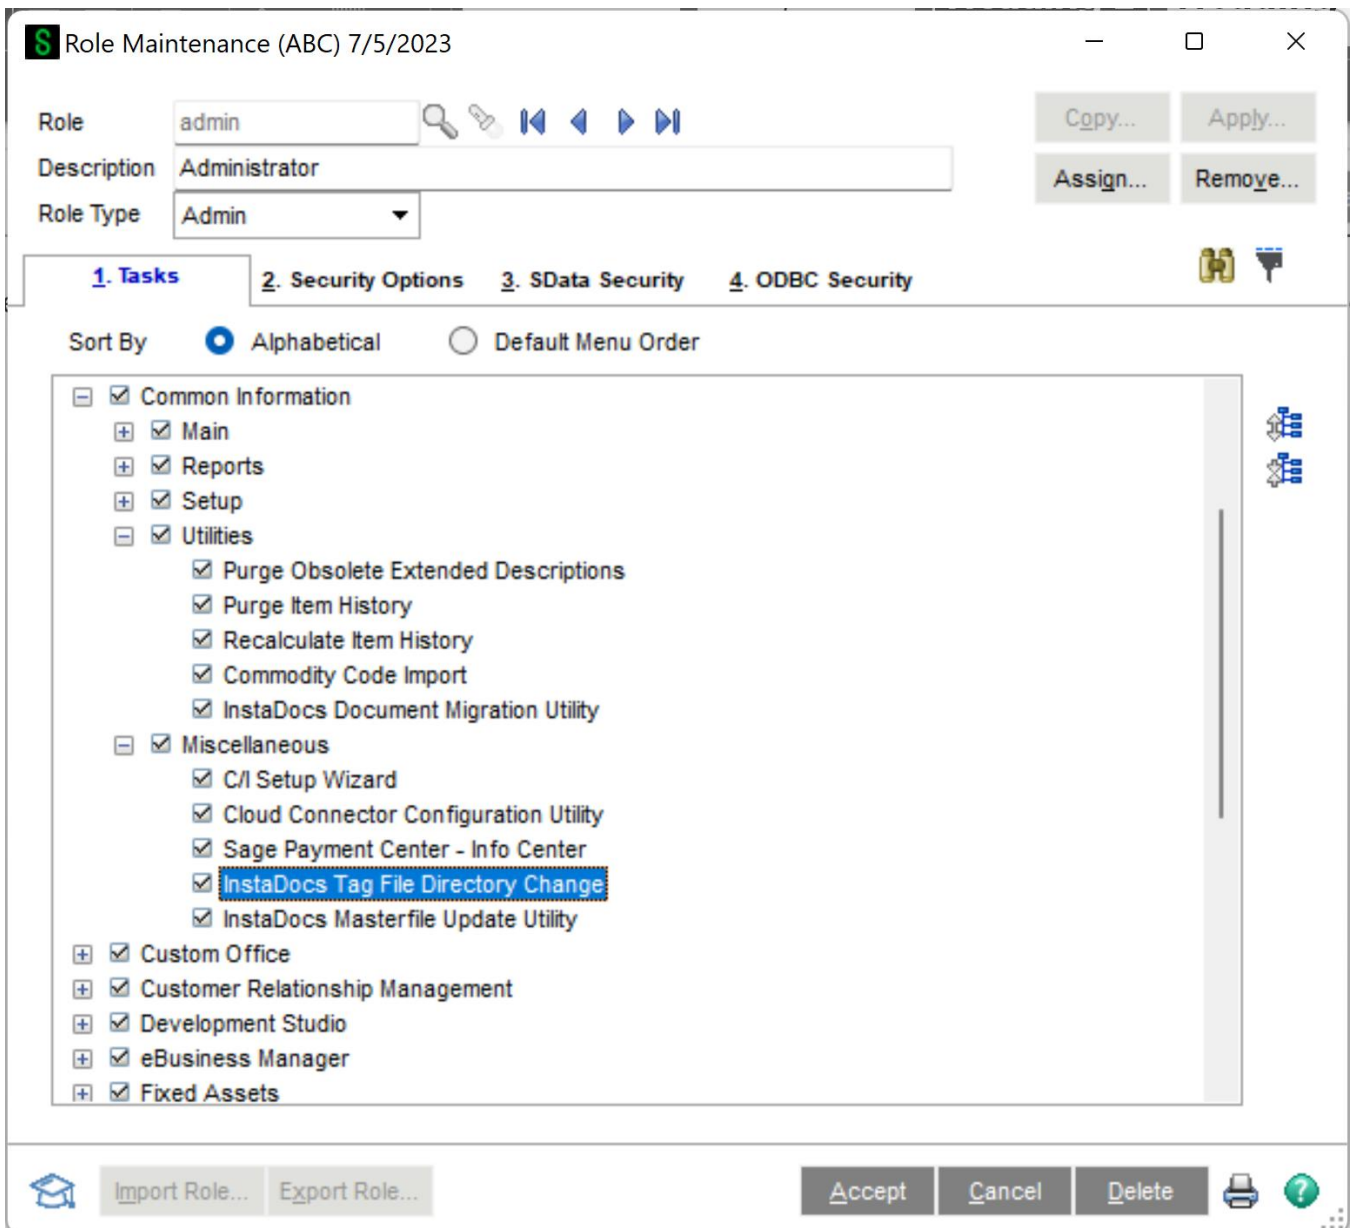 Role Maintenance (ABC) 7/5/2023
Role admin Copy... Apply...
Description Administrator Assign... Remove...
Role Type Admin
1. Tasks 2. Security Options 3. SData Security 4. ODBC Security
Sort By Alphabetical Default Menu Order
Common Information
Main
Reports
Setup
Utilities
Purge Obsolete Extended Descriptions
Purge Item History
Recalculate Item History
Commodity Code Import
InstaDocs Document Migration Utility
Miscellaneous
C/I Setup Wizard
Cloud Connector Configuration Utility
Sage Payment Center - Info Center
InstaDocs Tag File Directory Change
InstaDocs Masterfile Update Utility
Custom Office
Customer Relationship Management
Development Studio
eBusiness Manager
Fixed Assets
Import Role... Export Role... Accept Cancel Delete